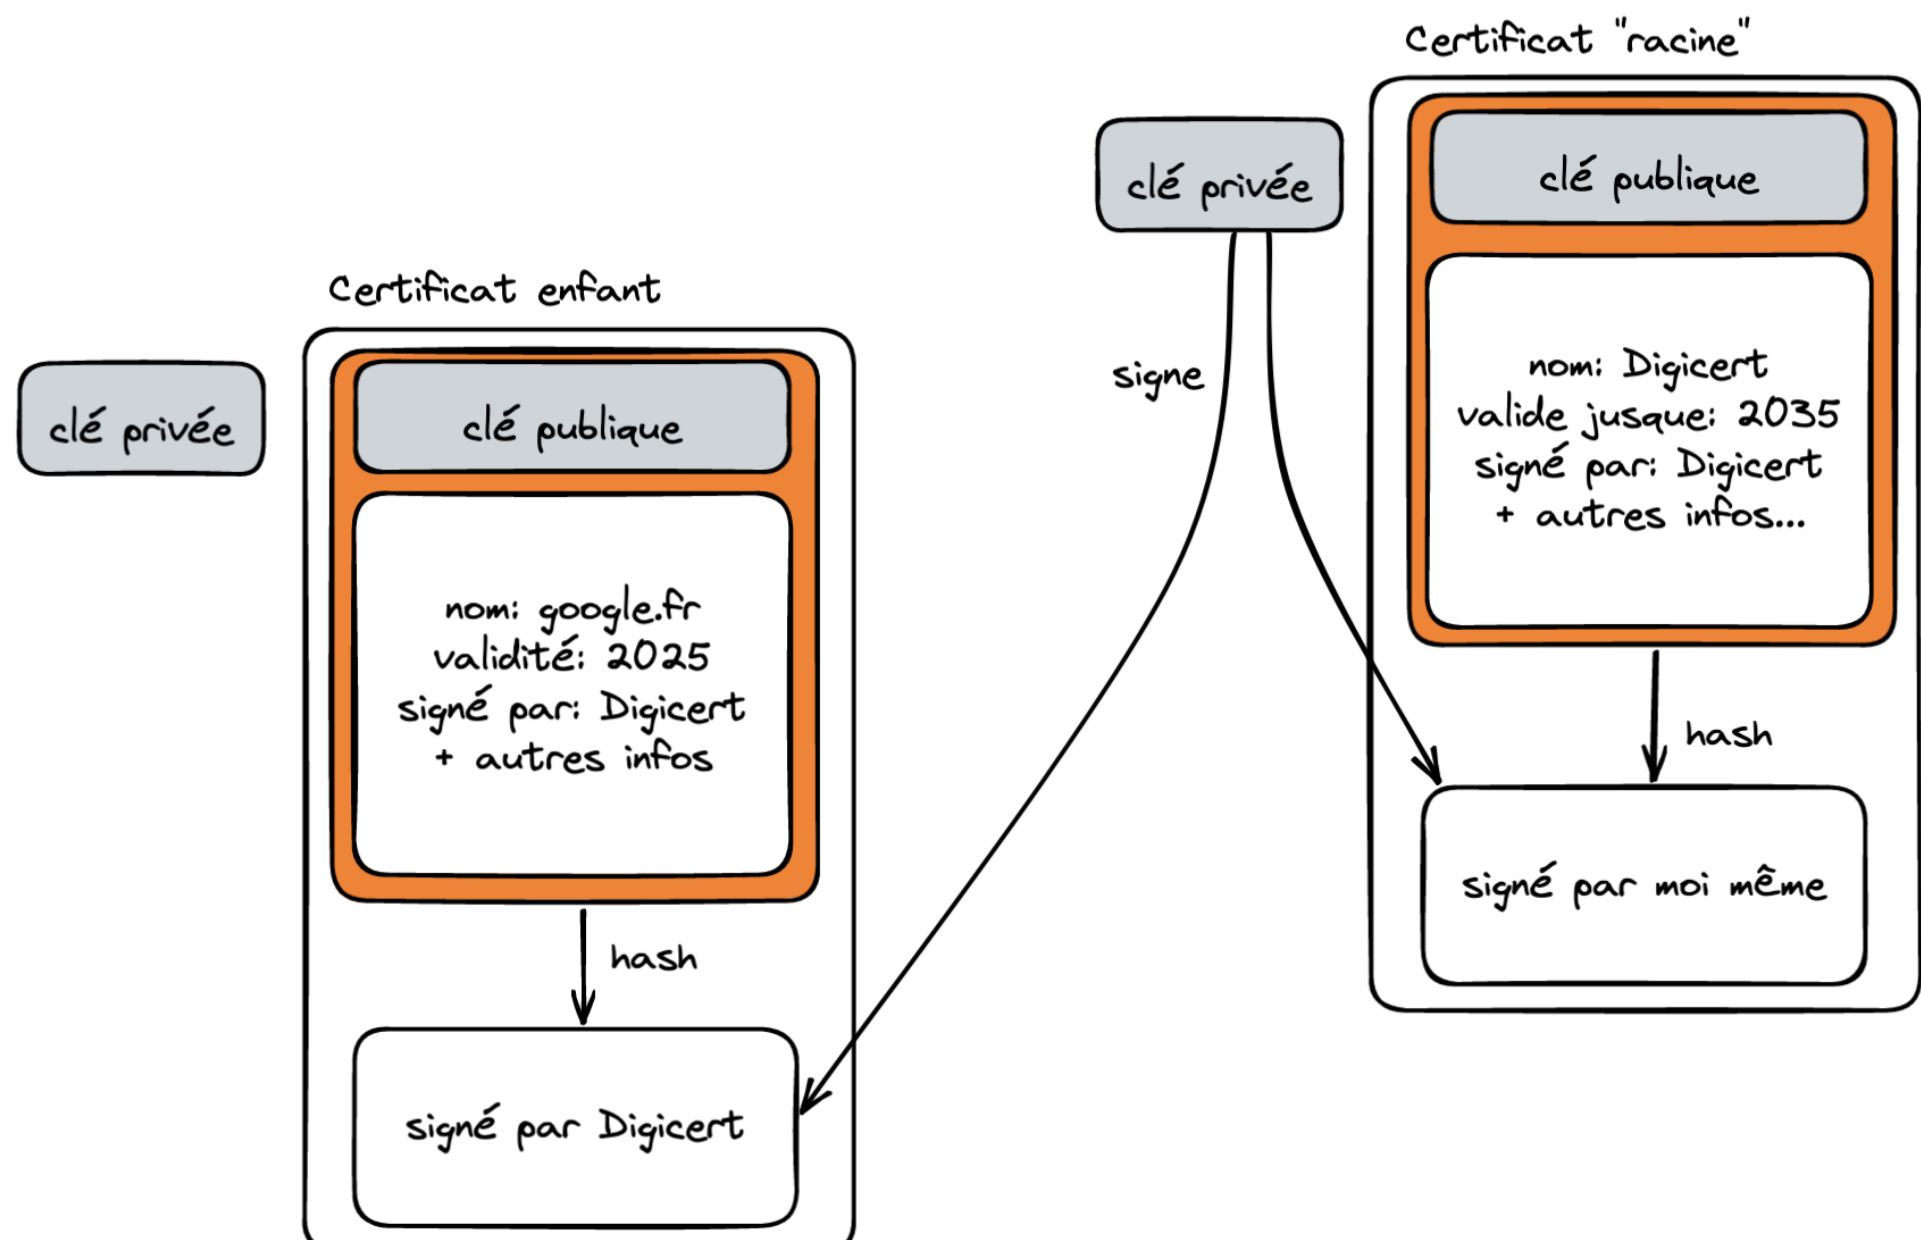 Certificat "racine"
clé privée
clé publique
nom: Digicert
valide jusque: 2035
signé par: Digicert
+ autres infos...
signe
hash
signé par moi même
Certificat enfant
clé privée
clé publique
nom: google.fr
validité: 2025
signé par: Digicert
+ autres infos
hash
signé par Digicert